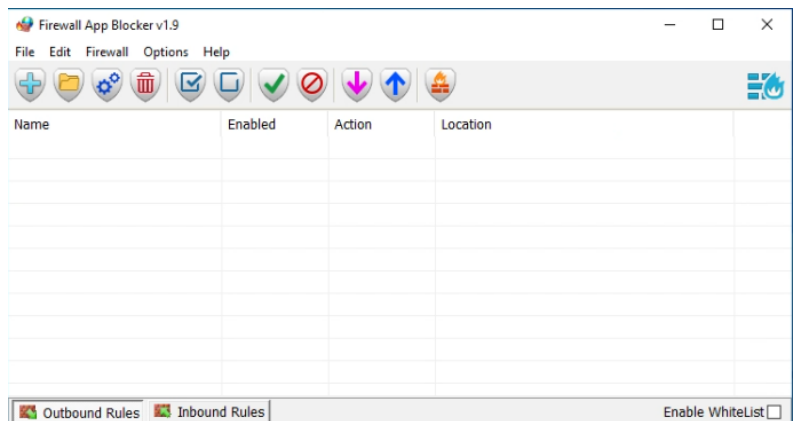 Firewall App Blocker v1.9
File Edit Firewall Options Help
Name Enabled Action Location
Outbound Rules Inbound Rules Enable WhiteList